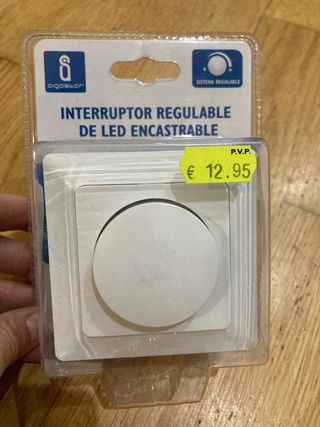 aigostar
SISTEMA REGULABLE
INTERRUPTOR REGULABLE
DE LED ENCASTRABLE
P.V.P.
€ 12.95